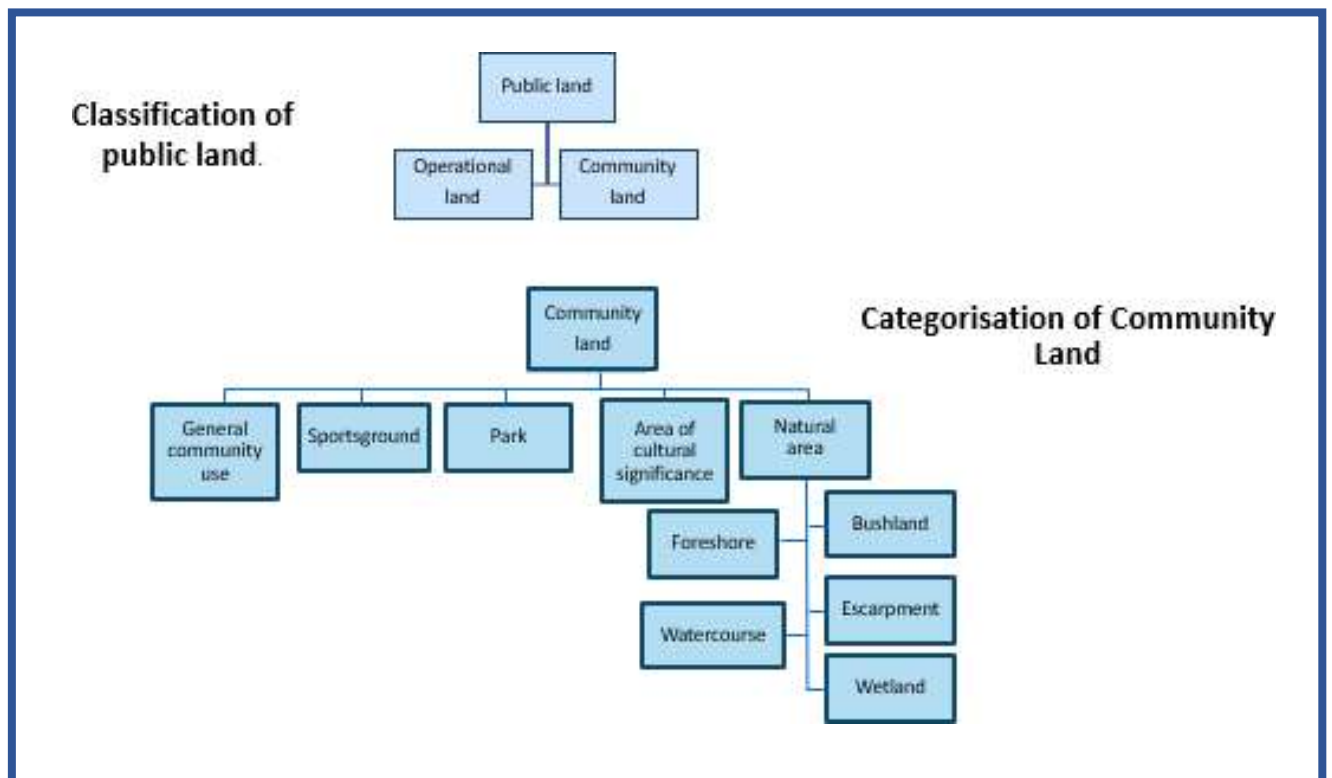 Classification of
public land.
Public land
Operational
land
Community
land
Categorisation of Community
Land
Community
land
General
community
use
Sportsground
Park
Area of
cultural
significance
Natural
area
Foreshore
Bushland
Watercourse
Escarpment
Wetland